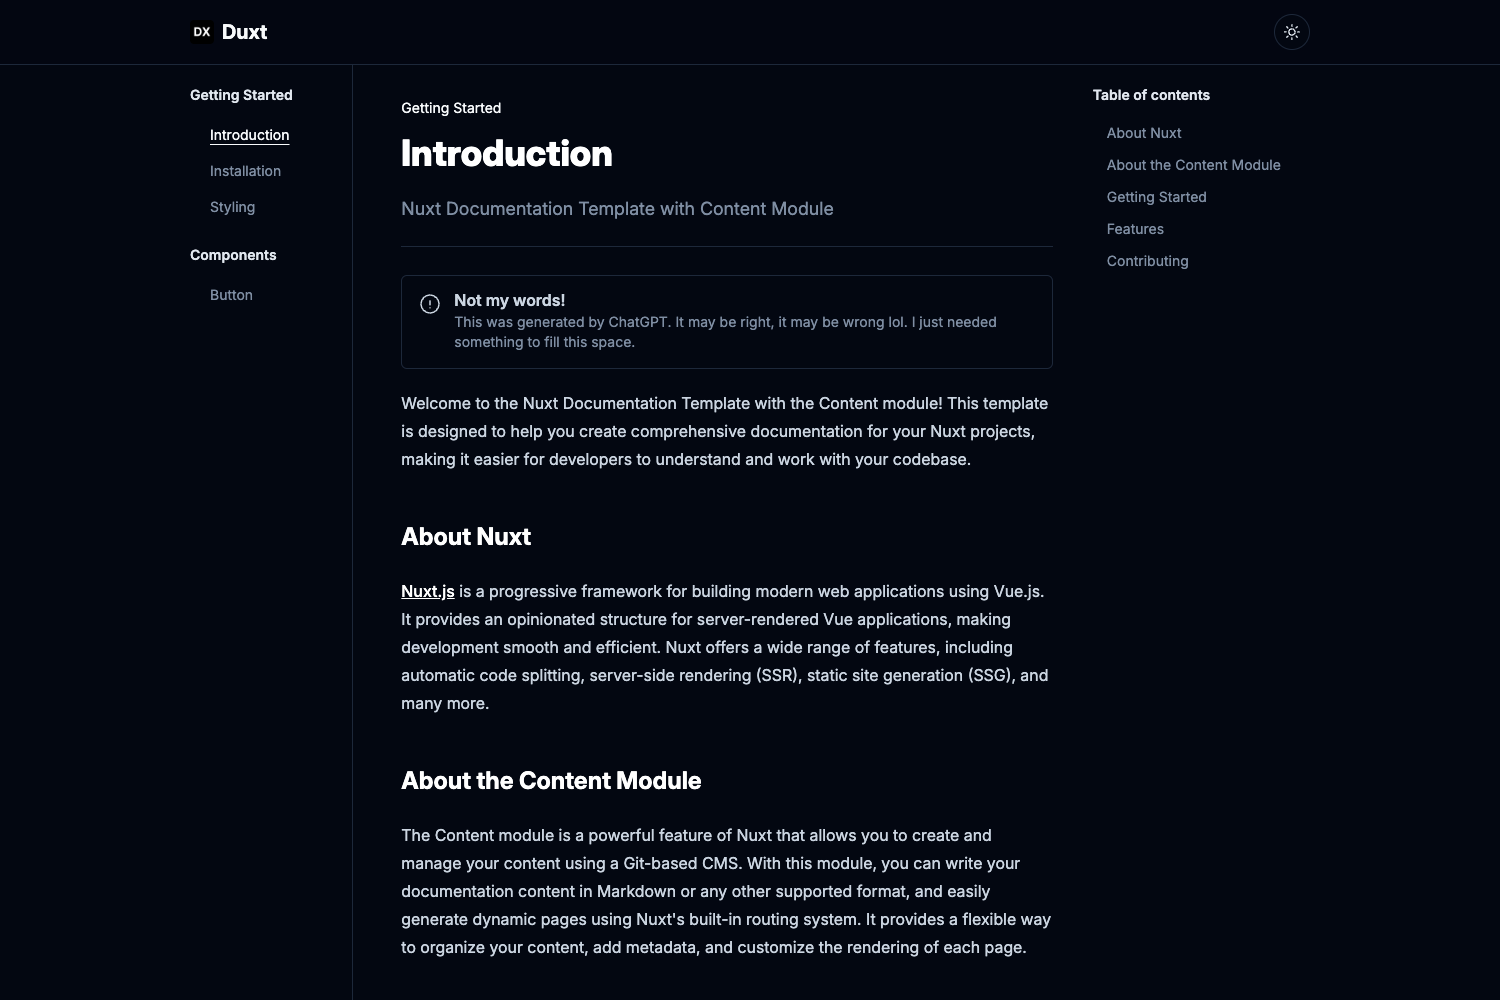 DX Duxt
Getting Started
Introduction
Installation
Styling
Components
Button
Getting Started
Introduction
Nuxt Documentation Template with Content Module
Not my words!
This was generated by ChatGPT. It may be right, it may be wrong lol. I just needed
something to fill this space.
Welcome to the Nuxt Documentation Template with the Content module! This template
is designed to help you create comprehensive documentation for your Nuxt projects,
making it easier for developers to understand and work with your codebase.
About Nuxt
Nuxt.js is a progressive framework for building modern web applications using Vue.js.
It provides an opinionated structure for server-rendered Vue applications, making
development smooth and efficient. Nuxt offers a wide range of features, including
automatic code splitting, server-side rendering (SSR), static site generation (SSG), and
many more.
About the Content Module
The Content module is a powerful feature of Nuxt that allows you to create and
manage your content using a Git-based CMS. With this module, you can write your
documentation content in Markdown or any other supported format, and easily
generate dynamic pages using Nuxt's built-in routing system. It provides a flexible way
to organize your content, add metadata, and customize the rendering of each page.
Table of contents
About Nuxt
About the Content Module
Getting Started
Features
Contributing